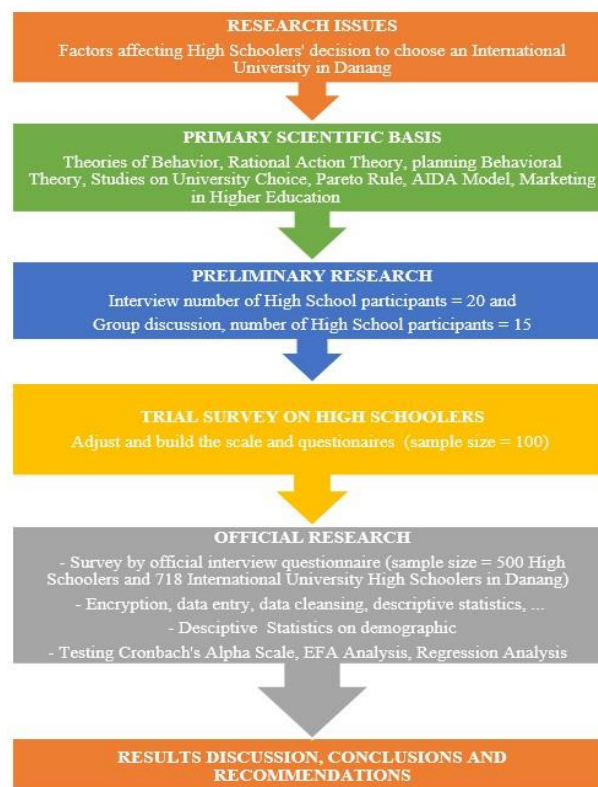 RESEARCH ISSUES
Factors affecting High Schoolers' decision to choose an International
University in Danang
PRIMARY SCIENTIFIC BASIS
Theories of Behavior, Rational Action Theory, planning Behavioral
Theory, Studies on University Choice, Pareto Rule, AIDA Model, Marketing
in Higher Education
PRELIMINARY RESEARCH
Interview number of High School participants = 20 and
Group discussion, number of High School participants = 15
TRIAL SURVEY ON HIGH SCHOOLERS
Adjust and build the scale and questionaires (sample size = 100)
OFFICIAL RESEARCH
- Survey by official interview questionnaire (sample size = 500 High
Schoolers and 718 International University High Schoolers in Danang)
- Encryption, data entry, data cleansing, descriptive statistics, ...
- Desciptive Statistics on demographic
- Testing Cronbach's Alpha Scale, EFA Analysis, Regression Analysis
RESULTS DISCUSSION, CONCLUSIONS AND
RECOMMENDATIONS